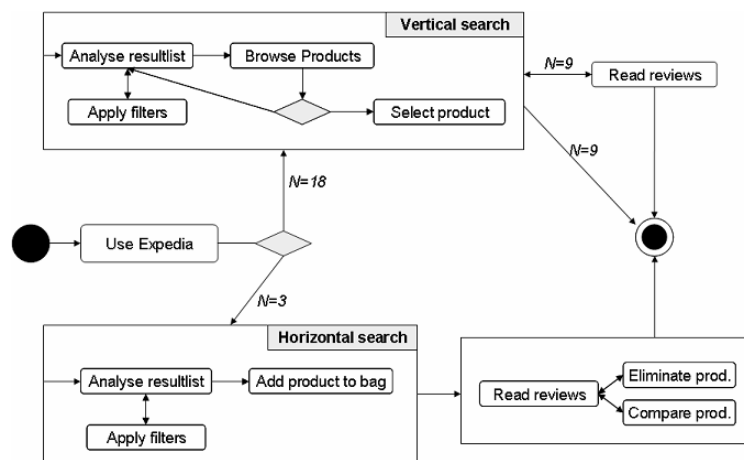 Vertical search
Analyse resultlist
Browse Products
Apply filters
Select product
N=9
Read reviews
N=9
N=18
Use Expedia
N=3
Horizontal search
Analyse resultlist
Add product to bag
Apply filters
Read reviews
Eliminate prod.
Compare prod.